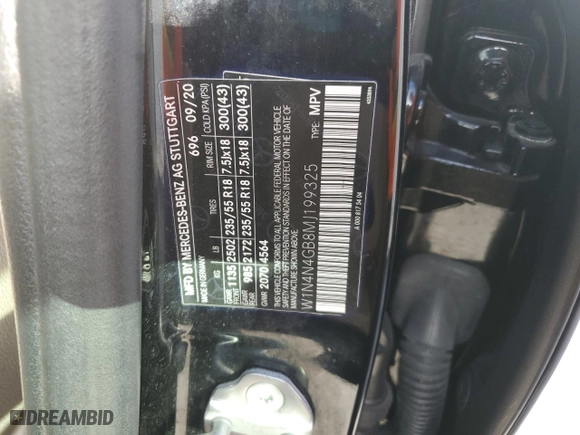 MFD BY MERCEDES-BENZ AG STUTTGART
MADE IN GERMANY
696 09/20
KG LB TIRES RIM SIZE COLD KPA(PSI)
GAWR FRONT 1135 2502 235/55 R18 7.5Jx18 300(43)
GAWR REAR 985 2172 235/55 R18 7.5Jx18 300(43)
GVWR 2070 4564
THIS VEHICLE CONFORMS TO ALL APPLICABLE FEDERAL MOTOR VEHICLE
SAFETY AND THEFT PREVENTION STANDARDS IN EFFECT ON THE DATE OF
MANUFACTURE SHOWN ABOVE
W1N4N4GB8MJ199325 TYPE: MPV
A 000 817 54 04
DREAMBID